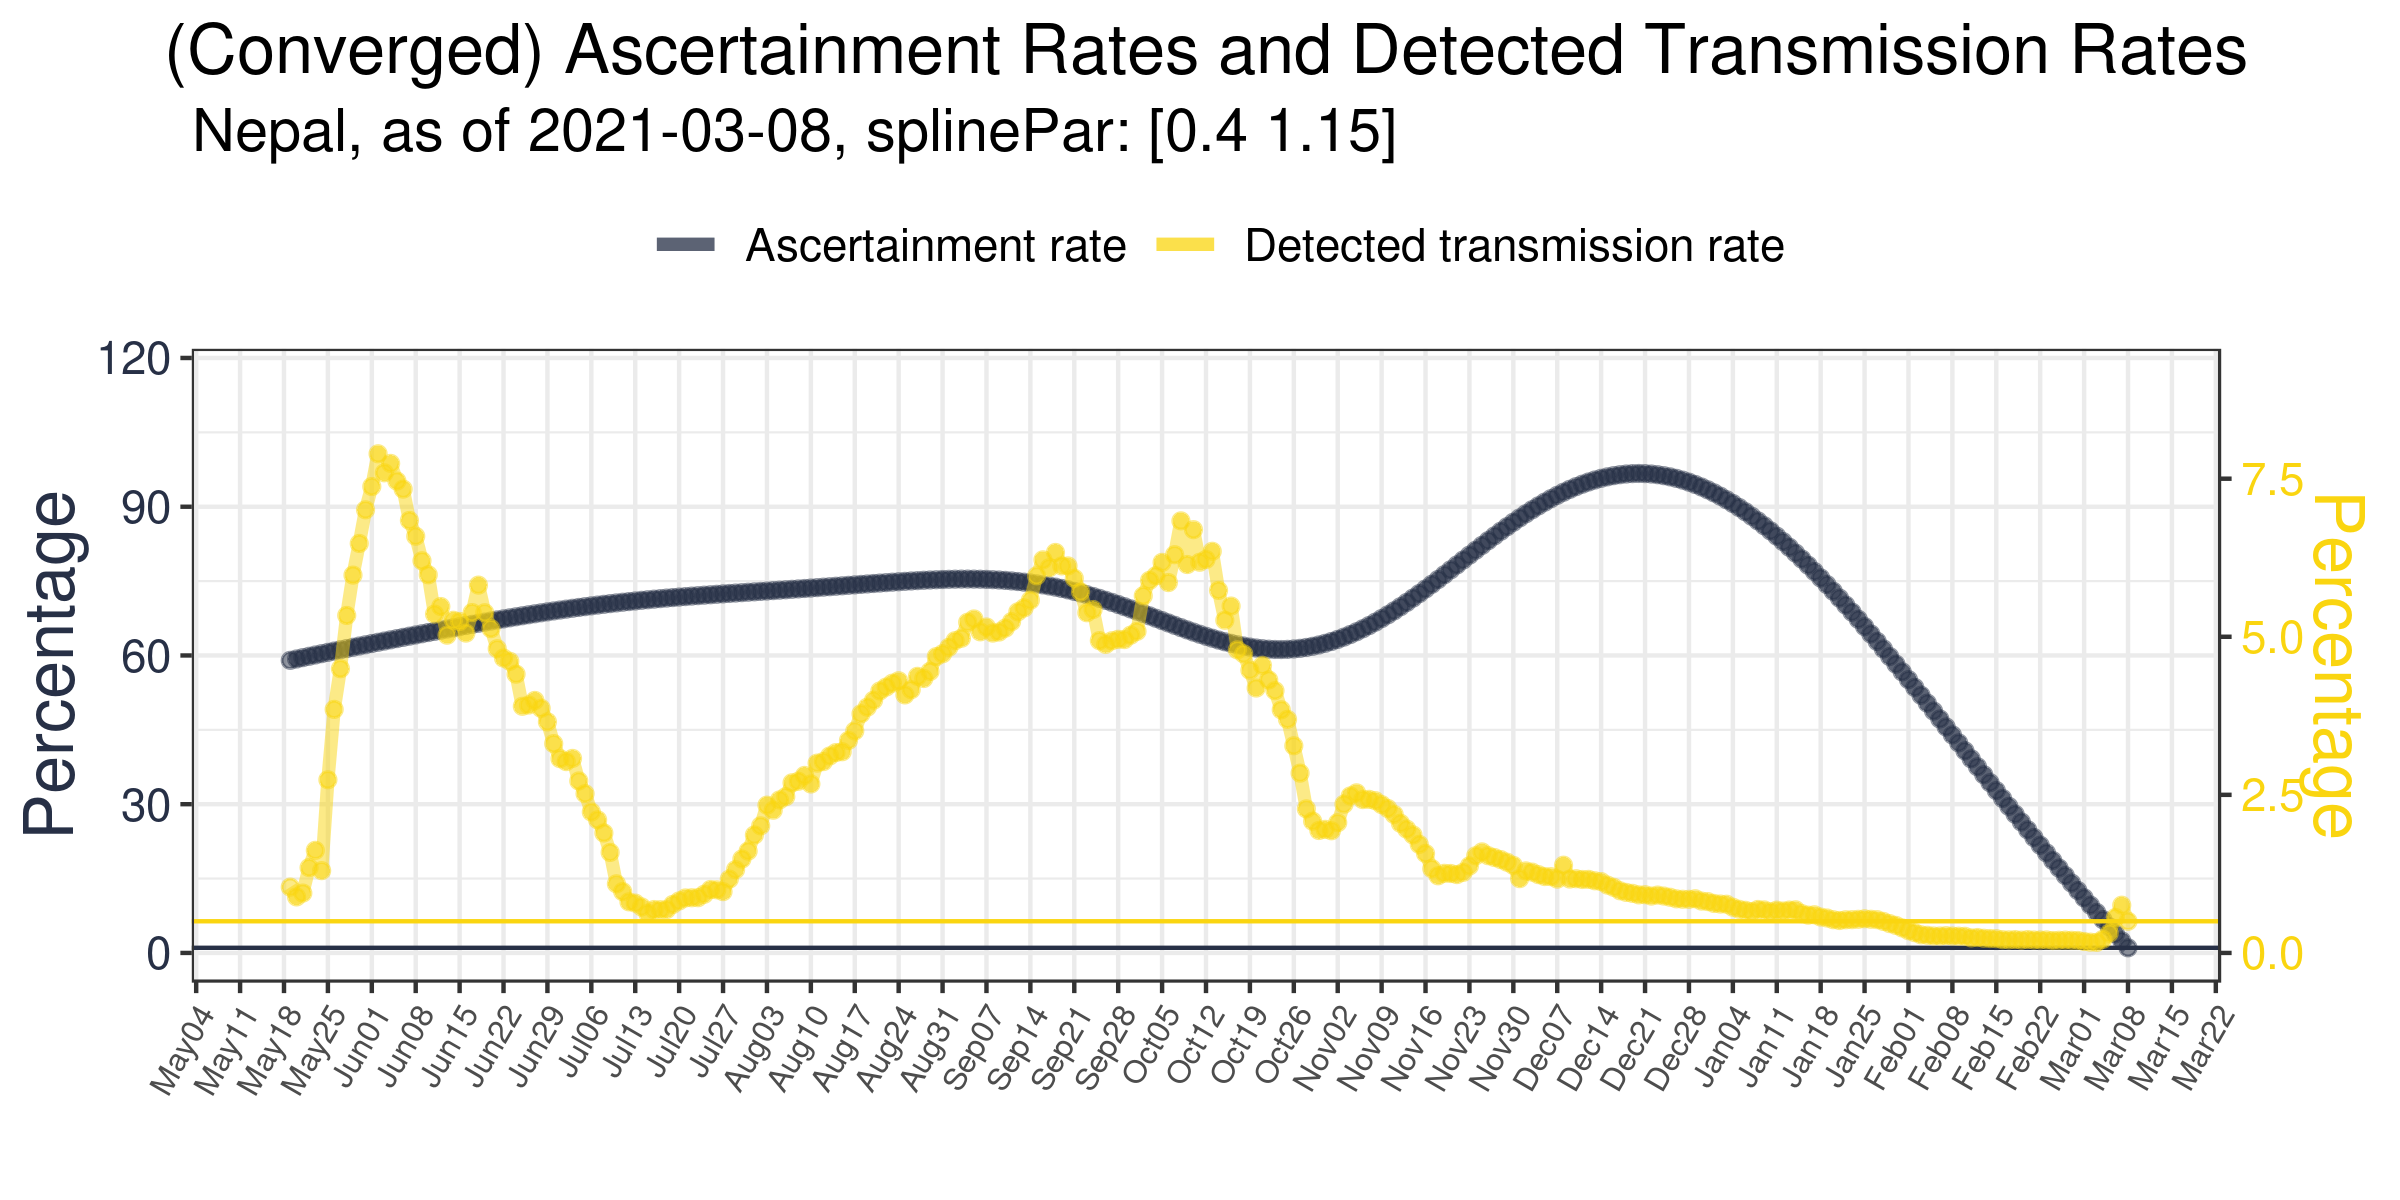 (Converged) Ascertainment Rates and Detected Transmission Rates
Nepal, as of 2021-03-08, splinePar: [0.4 1.15]
Ascertainment rate
Detected transmission rate
Percentage
120
90
60
30
0
7.5
5.0
2.5
0.0
Percentage
May04
May11
May18
May25
Jun01
Jun08
Jun15
Jun22
Jun29
Jul06
Jul13
Jul20
Jul27
Aug03
Aug10
Aug17
Aug24
Aug31
Sep07
Sep14
Sep21
Sep28
Oct05
Oct12
Oct19
Oct26
Nov02
Nov09
Nov16
Nov23
Nov30
Dec07
Dec14
Dec21
Dec28
Jan04
Jan11
Jan18
Jan25
Feb01
Feb08
Feb15
Feb22
Mar01
Mar08
Mar15
Mar22